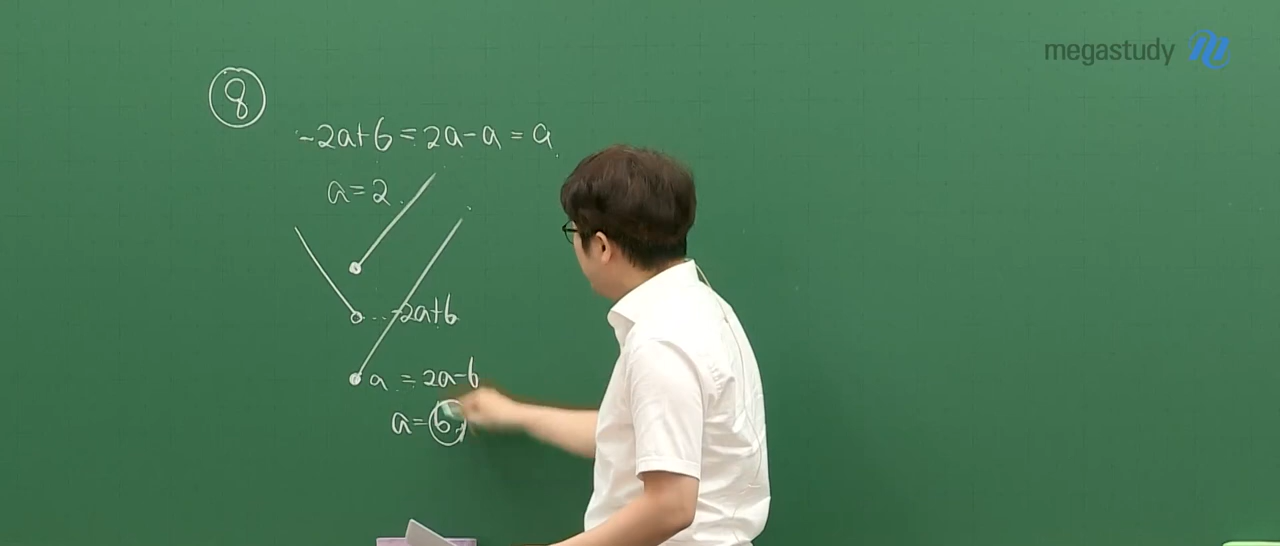 megastudy
8
-2a+6 = 2a-a = a
a=2
-2a+6
a = 2a-6
a=6